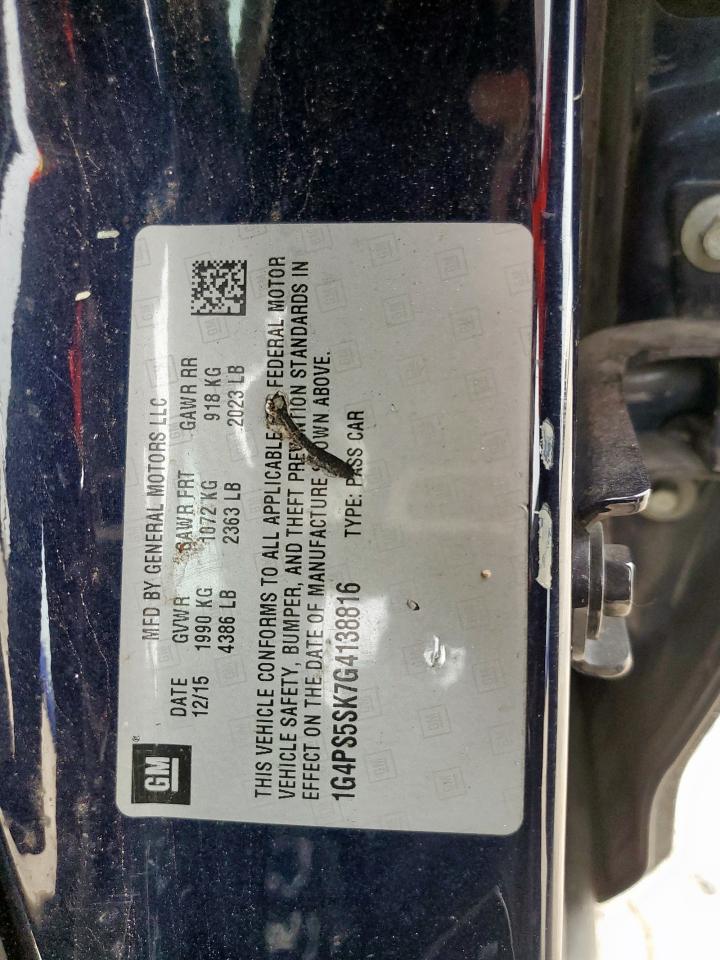 GM ®
MFD BY GENERAL MOTORS LLC
DATE GVWR GAWR FRT GAWR RR
12/15 1990 KG 1072 KG 918 KG
4386 LB 2363 LB 2023 LB
THIS VEHICLE CONFORMS TO ALL APPLICABLE FEDERAL MOTOR
VEHICLE SAFETY, BUMPER, AND THEFT PREVENTION STANDARDS IN
EFFECT ON THE DATE OF MANUFACTURE SHOWN ABOVE.
1G4PS5SK7G4138816 TYPE: PASS CAR